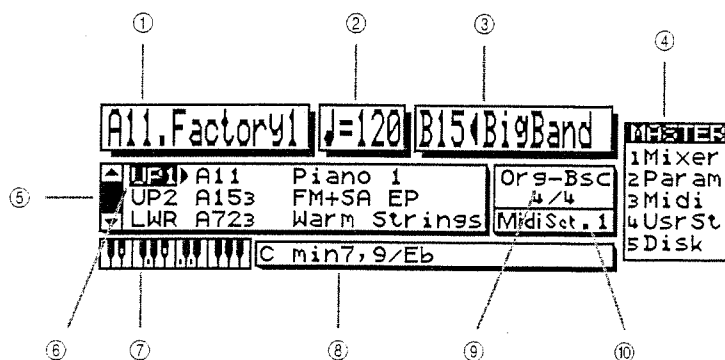 ① ② ③ ④
A11.Factory1 ♩=120 B15◀BigBand
MASTER
1Mixer
2Param
3Midi
4UsrSt
5Disk
⑤
UP1▶A11 Piano 1
UP2 A153 FM+SA EP
LWR A723 Warm Strings
Org-Bsc
4/4
MidiSet.1
C min7,9/Eb
⑥ ⑦ ⑧ ⑨ ⑩